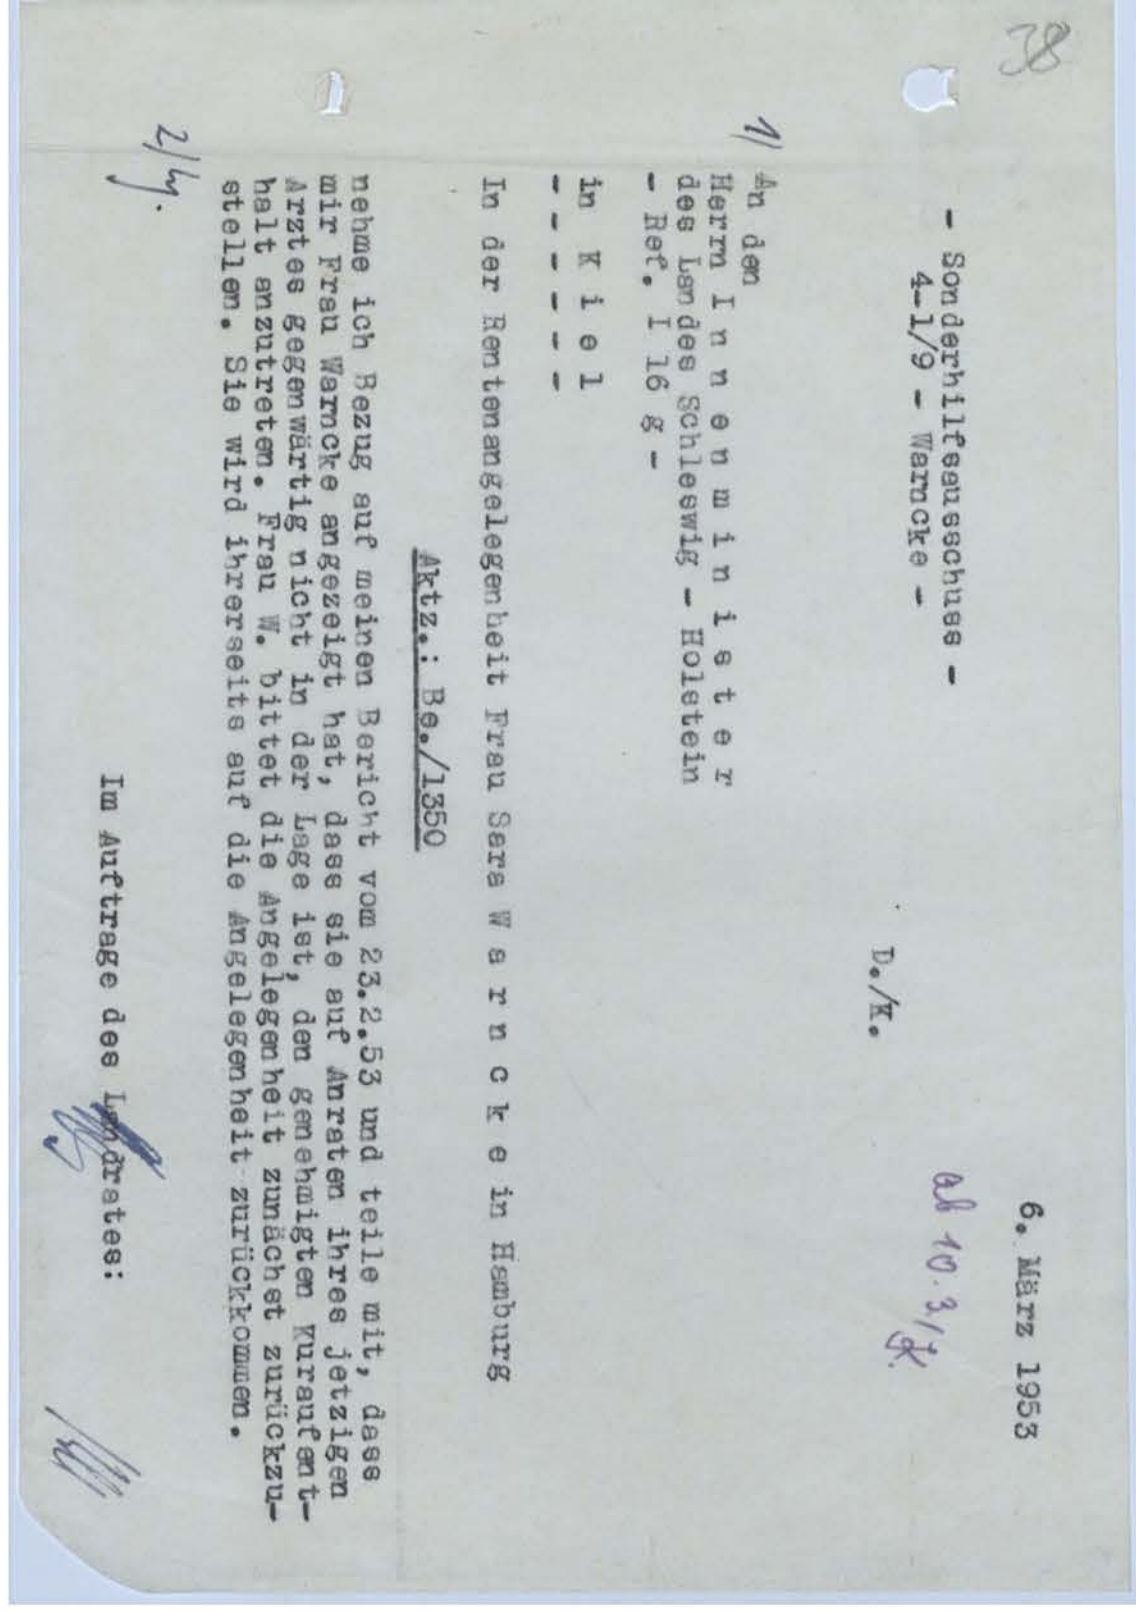 38
6. März 1953
- Sonderhilfsausschuss -
4-1/9 - Warncke -
ab 10.3/K.
D./K.
1/ An den
Herrn I n n e n m i n i s t e r
des Landes Schleswig - Holstein
- Ref. I 16 g -
in K i e l
- - - - - -
In der Rentenangelegenheit Frau Sara W a r n c k e in Hamburg
Aktz.: Be./1350
nehme ich Bezug auf meinen Bericht vom 23.2.53 und teile mit, dass
mir Frau Warncke angezeigt hat, dass sie auf Anraten ihres jetzigen
Arztes gegenwärtig nicht in der Lage ist, den genehmigten Kuraufent-
halt anzutreten. Frau W. bittet die Angelegenheit zunächst zurückzu-
stellen. Sie wird ihrerseits auf die Angelegenheit zurückkommen.
2/
Im Auftrage des Landrates: